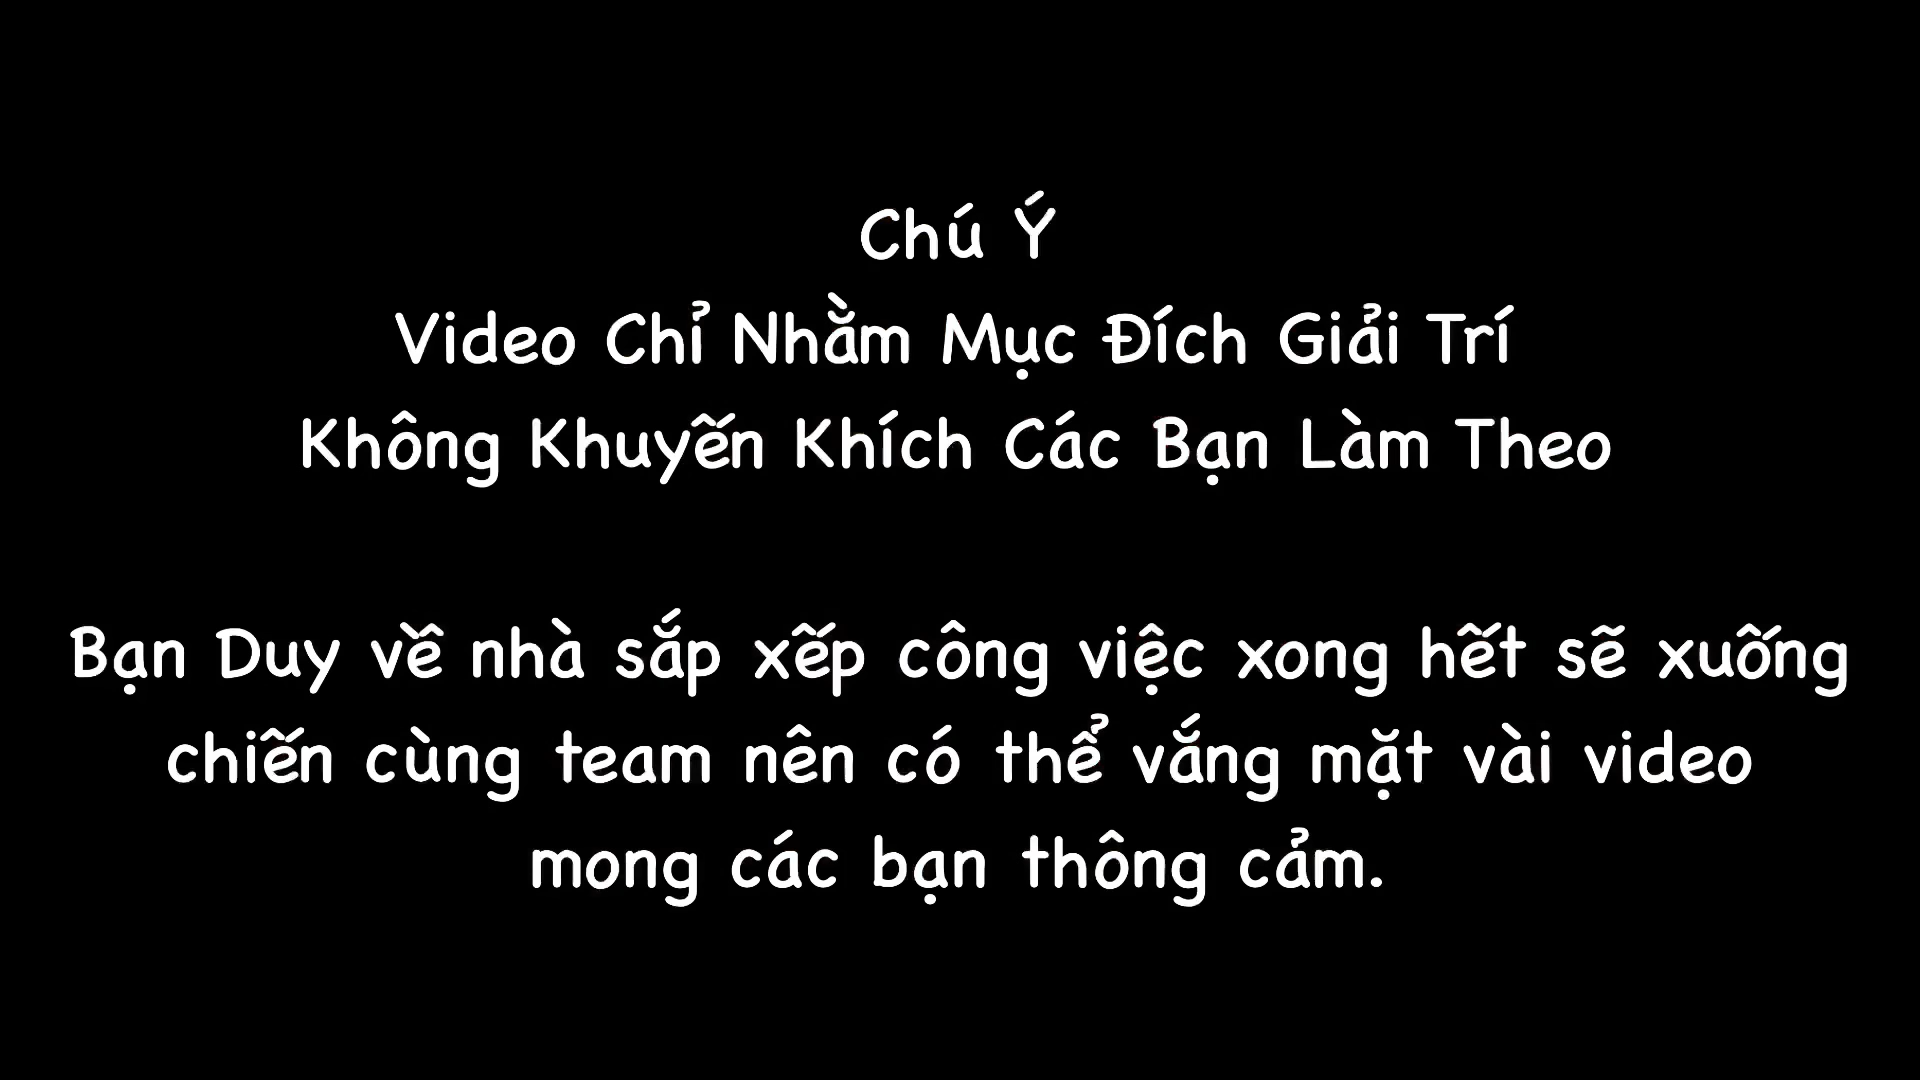 Chú Ý
Video Chỉ Nhằm Mục Đích Giải Trí
Không Khuyến Khích Các Bạn Làm Theo
Bạn Duy về nhà sắp xếp công việc xong hết sẽ xuống
chiến cùng team nên có thể vắng mặt vài video
mong các bạn thông cảm.